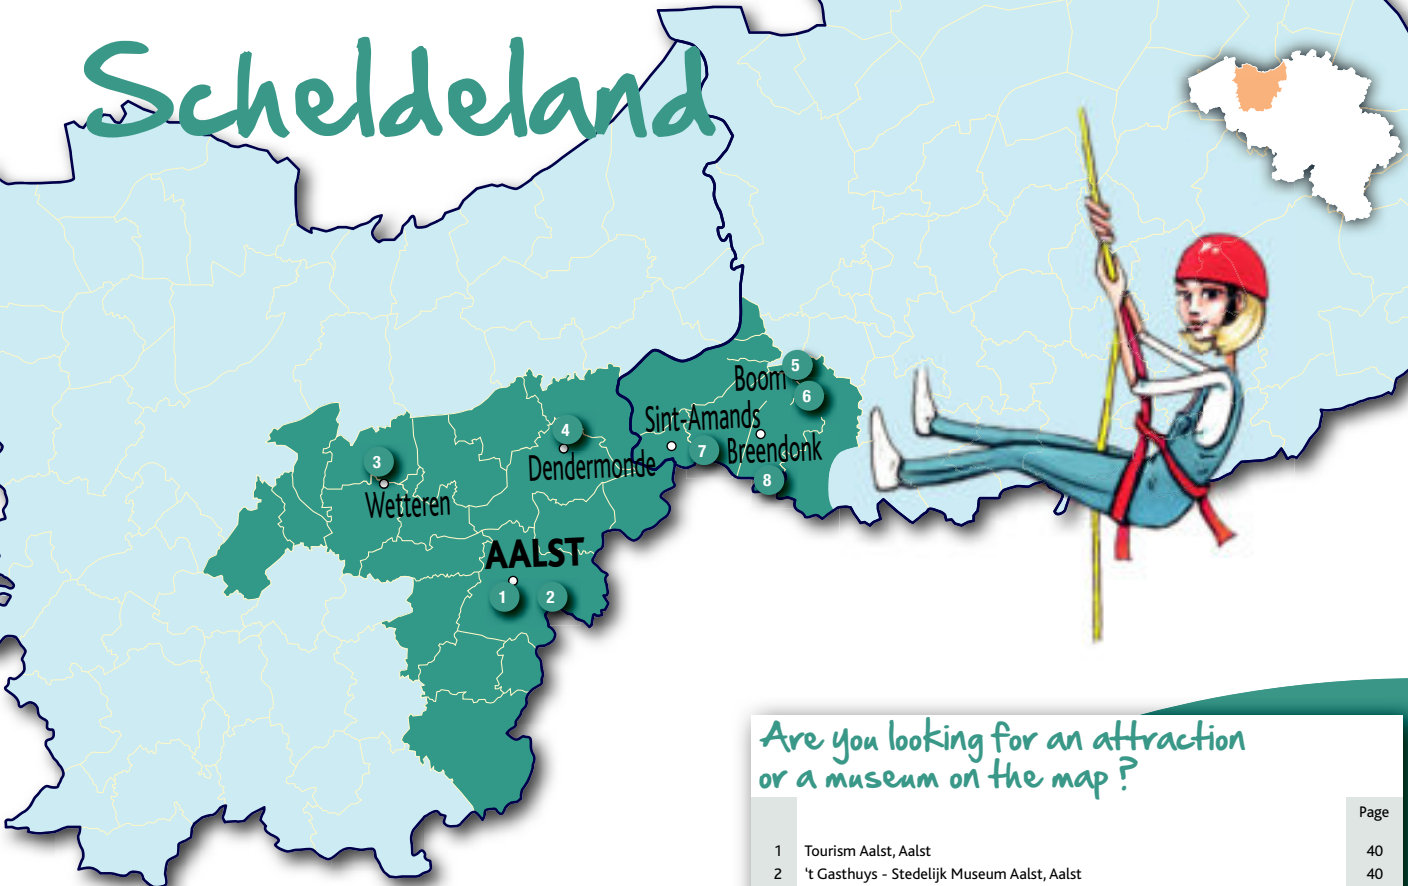 Scheldeland
5
Boom
6
Sint-Amands
4
7
Breendonk
3
Dendermonde
8
Wetteren
AALST
1
2
Are you looking for an attraction
or a museum on the map ?
Page
1 Tourism Aalst, Aalst 40
2 't Gasthuys - Stedelijk Museum Aalst, Aalst 40